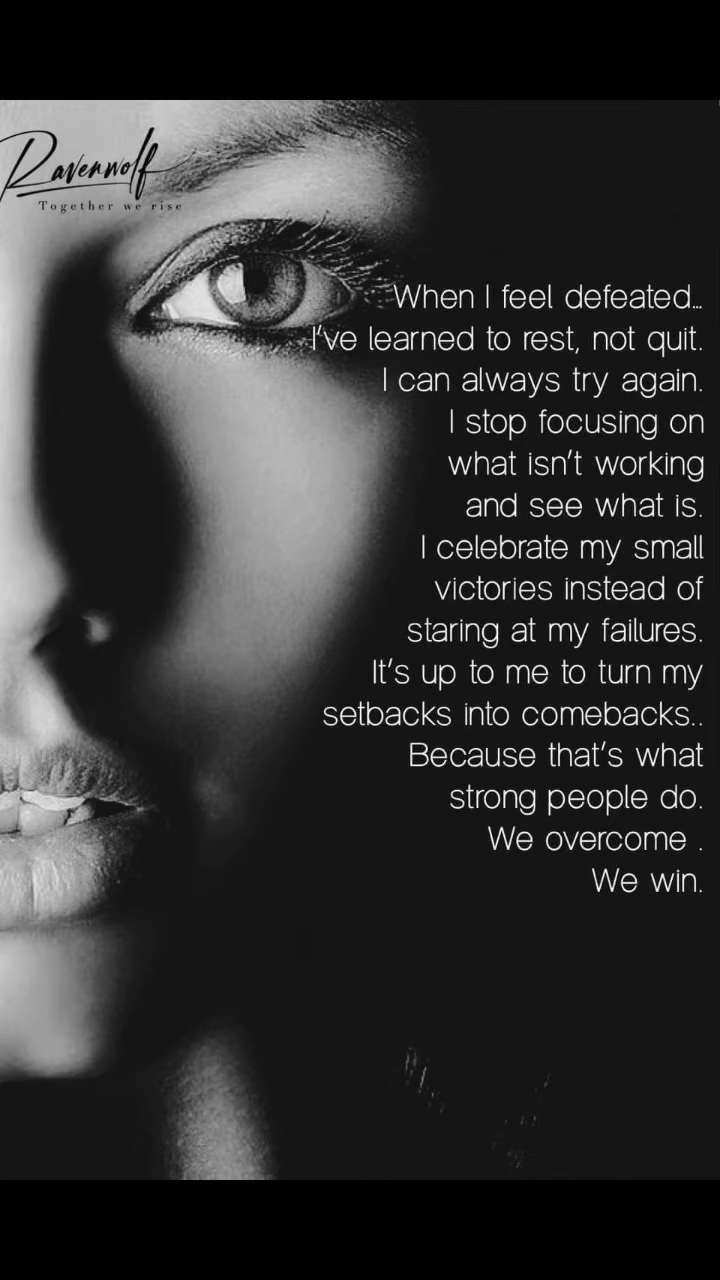 Ravenwolf
Together we rise
When I feel defeated...
I've learned to rest, not quit.
I can always try again.
I stop focusing on
what isn't working
and see what is.
I celebrate my small
victories instead of
staring at my failures.
It's up to me to turn my
setbacks into comebacks..
Because that's what
strong people do.
We overcome .
We win.